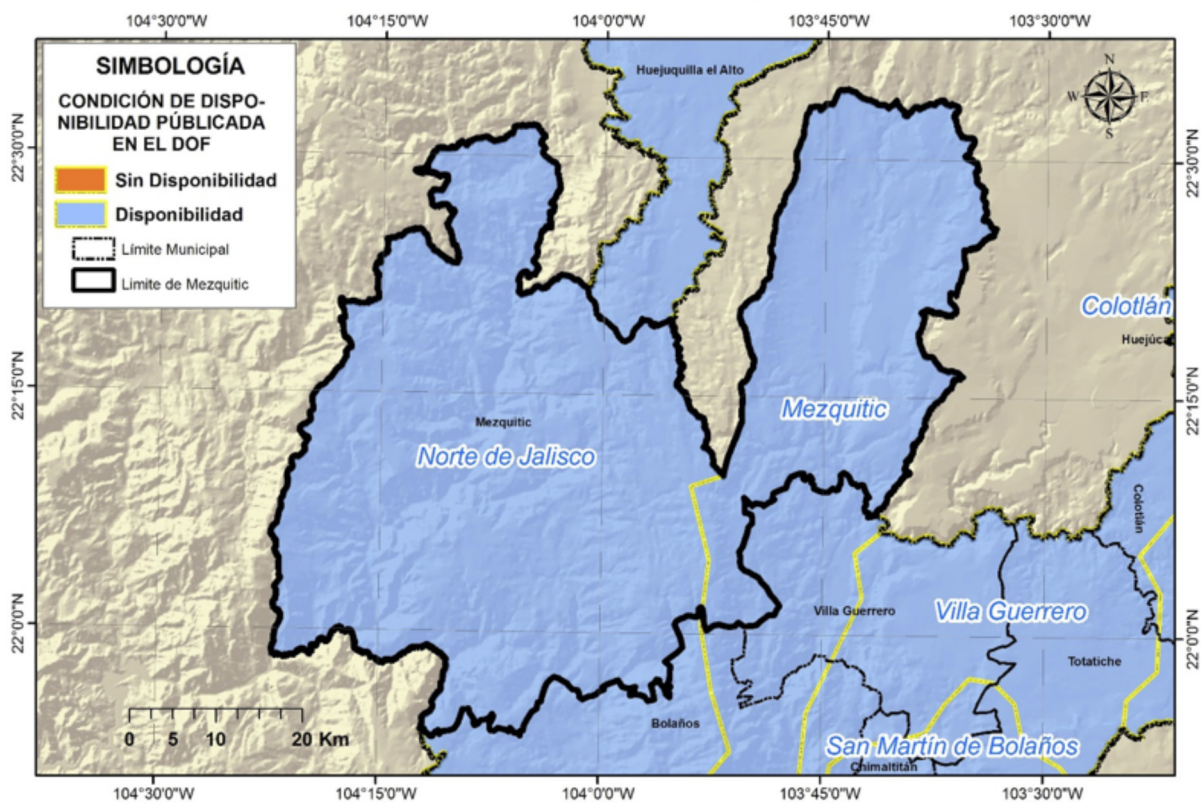 104°30'0"W 104°15'0"W 104°0'0"W 103°45'0"W 103°30'0"W
SIMBOLOGÍA
CONDICIÓN DE DISPO-
NIBILIDAD PÚBLICADA
EN EL DOF
Sin Disponibilidad
Disponibilidad
Límite Municipal
Limite de Mezquitic
Huejuquilla el Alto
N
W E
S
22°30'0"N 22°30'0"N
Colotlán
Huejúca
22°15'0"N 22°15'0"N
Mezquitic
Mezquitic
Norte de Jalisco
Colotlán
22°0'0"N 22°0'0"N
Villa Guerrero
Villa Guerrero
Totatiche
Bolaños
0 5 10 20 Km
San Martín de Bolaños
Chimaltitán
104°30'0"W 104°15'0"W 104°0'0"W 103°45'0"W 103°30'0"W